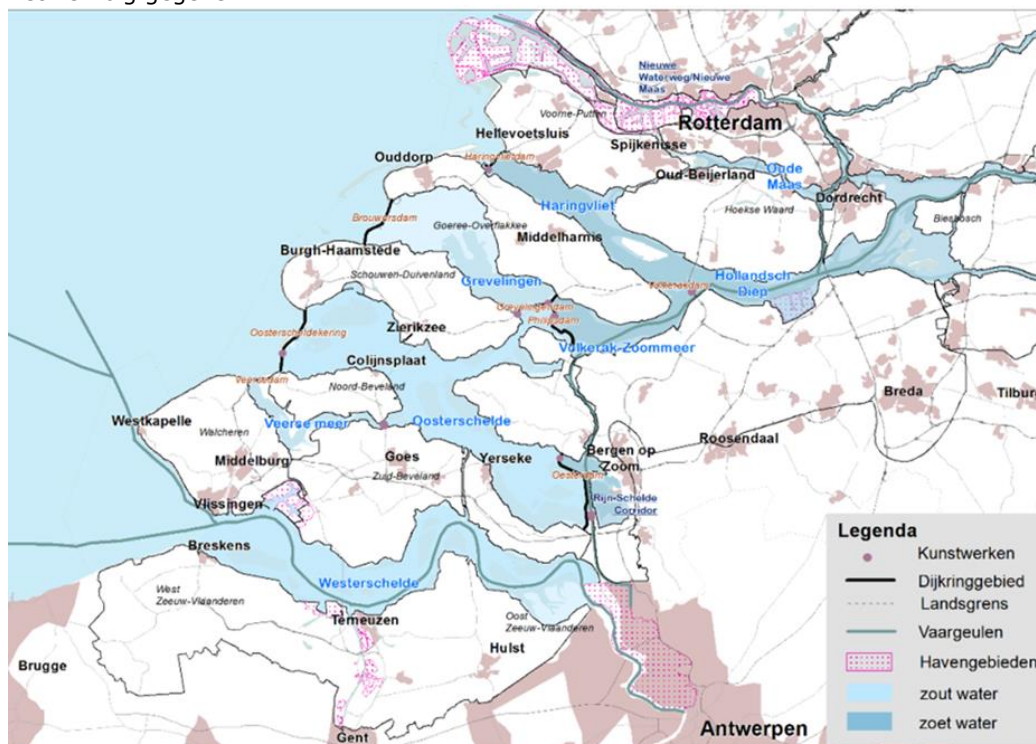 Nieuwe
Waterweg/Nieuwe
Maas
Voorne-Putten
Rotterdam
Hellevoetsluis
Spijkenisse
Ouddorp
Haringvlietdam
Oud-Beijerland
Oude
Maas
Dordrecht
Haringvliet
Hoekse Waard
Biesbosch
Brouwersdam
Goeree-Overflakkee
Middelharnis
Burgh-Haamstede
Schouwen-Duivenland
Grevelingen
Hollandsch
Diep
Volkerakdam
Grevelingendam
Philipsdam
Oosterscheldekering
Zierikzee
Volkerak-Zoommeer
Colijnsplaat
Veersedam
Noord-Beveland
Breda
Tilburg
Westkapelle
Veerse meer
Oosterschelde
Walcheren
Roosendaal
Bergen op
Zoom
Middelburg
Goes
Yerseke
Zuid-Beveland
Oesterdam
Vlissingen
Rijn-Schelde
Corridor
Breskens
Westerschelde
West
Zeeuw-Vlaanderen
Terneuzen
Oost
Zeeuw-Vlaanderen
Hulst
Brugge
Gent
Antwerpen
Legenda
Kunstwerken
Dijkringgebied
Landsgrens
Vaargeulen
Havengebieden
zout water
zoet water